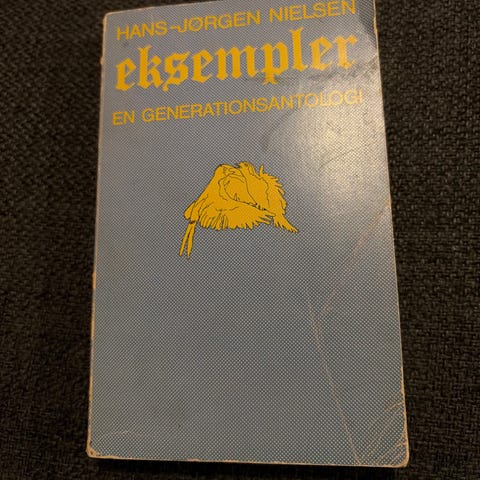 HANS-JØRGEN NIELSEN
eksempler
EN GENERATIONSANTOLOGI